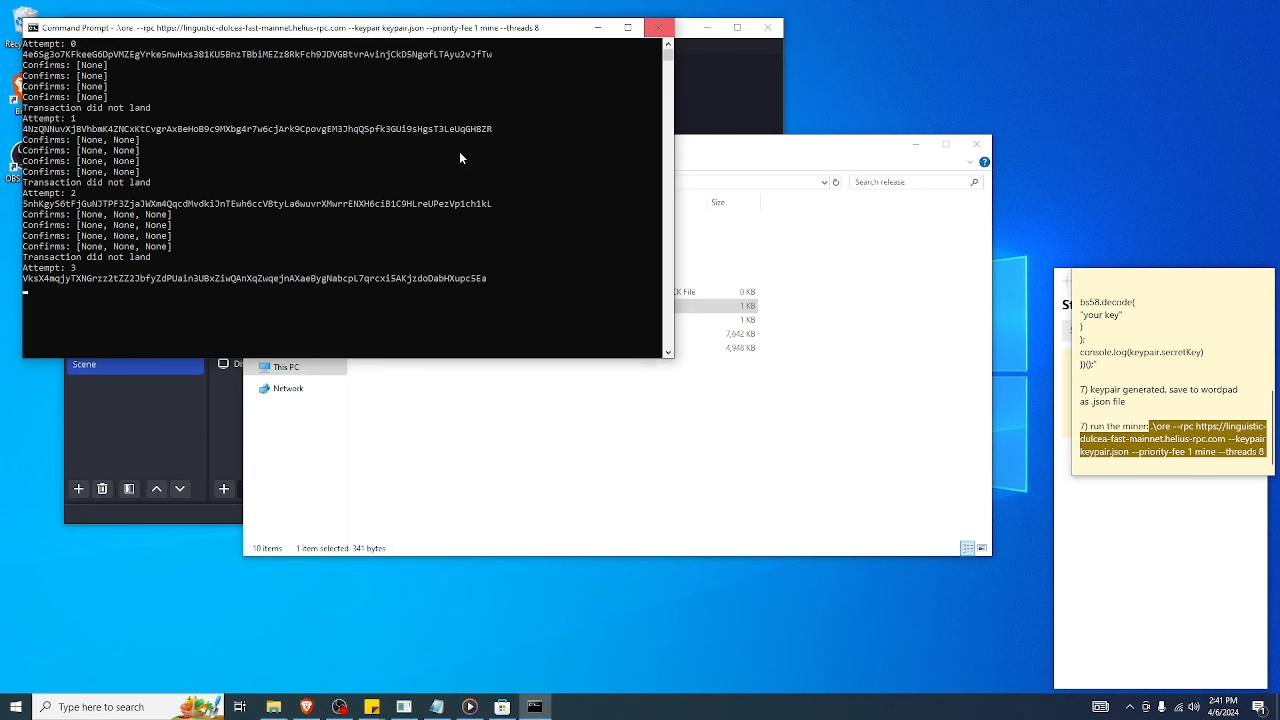 Command Prompt - .\ore --rpc https://linguistic-dulcea-fast-mainnet.helius-rpc.com --keypair keypair.json --priority-fee 1 mine --threads 8
Attempt: 0
4e6Sg3o7KFkeeG6DpVMZEgYrke5nwHxs381KU5BnzTBbiMEZz8RkFch9JDVGBtvrAvinjCkD5NgofLTAyu2vJfTw
Confirms: [None]
Confirms: [None]
Confirms: [None]
Confirms: [None]
Transaction did not land
Attempt: 1
4NzQNNuvXjBVhbmK4ZNCxKtCvgrAxBeHoB9c9MXbg4r7w6cjArk9CpovgEM3JhqQSpfk3GUi9sHgsT3LeUqGH8ZR
Confirms: [None, None]
Confirms: [None, None]
Confirms: [None, None]
Confirms: [None, None]
Transaction did not land
Attempt: 2
5nhKgyS6tFjGuNJTPF3ZjaJWXm4QqcdMvdkiJnTEwh6ccVBtyLa6wuvrXMwrrENXH6ciB1C9HLreUPezVp1ch1kL
Confirms: [None, None, None]
Confirms: [None, None, None]
Confirms: [None, None, None]
Confirms: [None, None, None]
Transaction did not land
Attempt: 3
VksX4mqjyTXNGrzz2tZZ2JbfyZdPUain3UBxZiwQAnXqZwqejnAXaeBygNabcpL7qrcxi5AKjzdoDabHXupc5Ea
Search release
Size
CK File 0 KB
1 KB
1 KB
7,642 KB
4,948 KB
Scene
This PC
Network
10 items 1 item selected 341 bytes
bs58.decode(
"your key"
)
);
console.log(keypair.secretKey)
})();"
7) keypair generated, save to wordpad
as .json file
7) run the miner: .\ore --rpc https://linguistic-
dulcea-fast-mainnet.helius-rpc.com --keypair
keypair.json --priority-fee 1 mine --threads 8
Type here to search
2:41 PM
4/6/2024